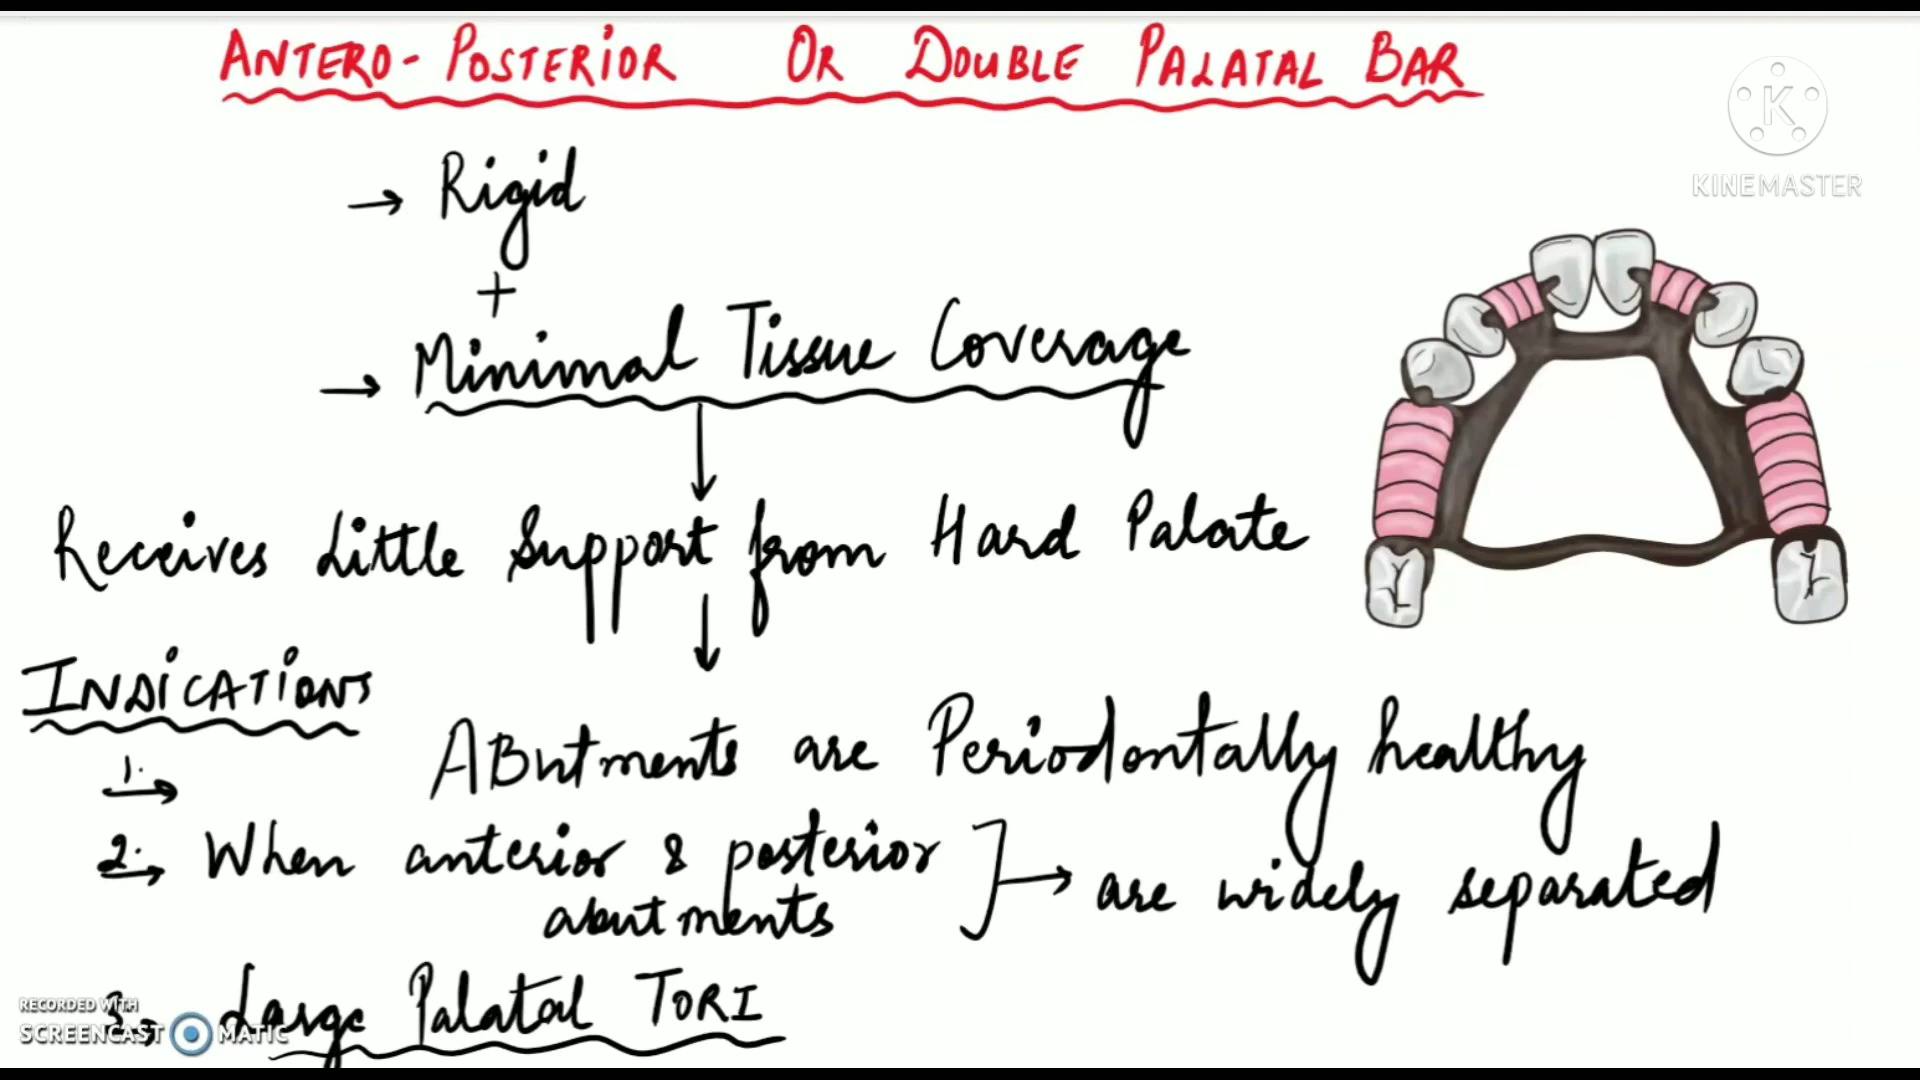 ANTERO-POSTERIOR OR DOUBLE PALATAL BAR
K
KINEMASTER
→ Rigid
+
→ Minimal Tissue Coverage
Receives Little Support from Hard Palate
INDICATIONS
1. → Abutments are Periodontally healthy
2. → When anterior & posterior abutments ] → are widely separated
3. Large Palatal TORI
RECORDED WITH
SCREENCAST MATIC